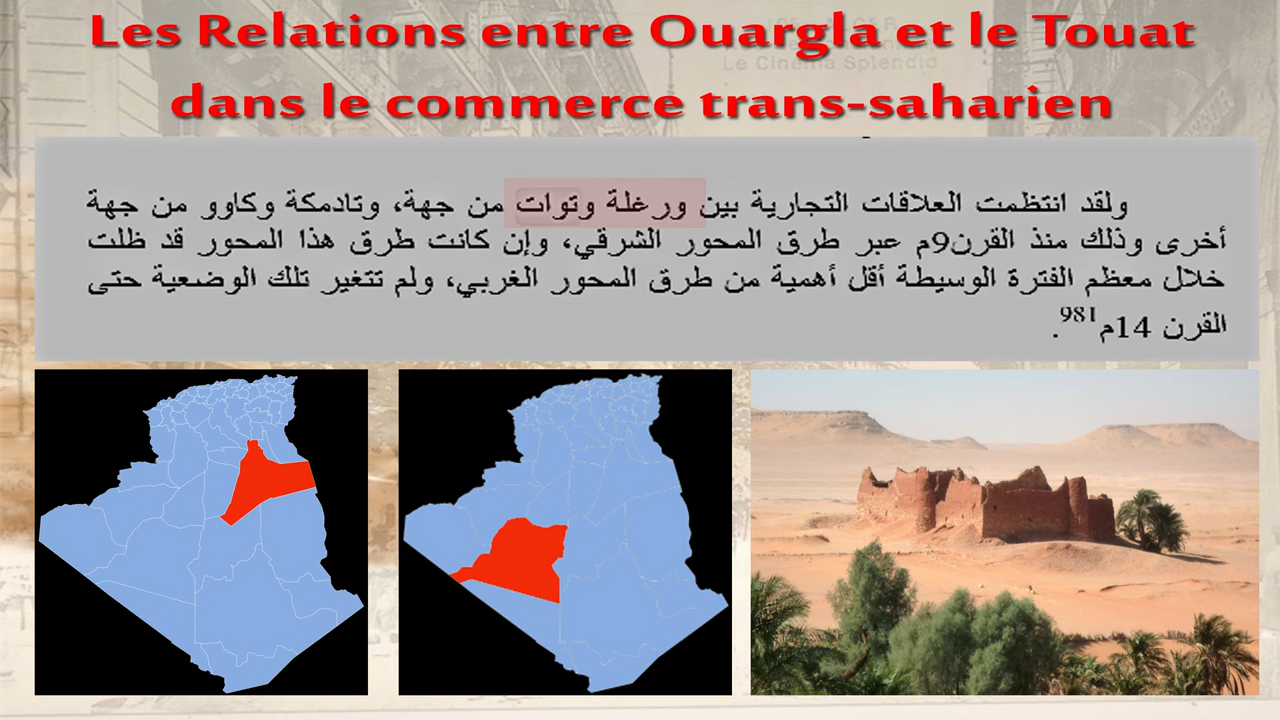 Les Relations entre Ouargla et le Touat
dans le commerce trans-saharien
Le Cinéma Splendid
ولقد انتظمت العلاقات التجارية بين ورغلة وتوات من جهة، وتادمكة وكاوو من جهة
أخرى وذلك منذ القرن9م عبر طرق المحور الشرقي، وإن كانت طرق هذا المحور قد ظلت
خلال معظم الفترة الوسيطة أقل أهمية من طرق المحور الغربي، ولم تتغير تلك الوضعية حتى
القرن 14م981.